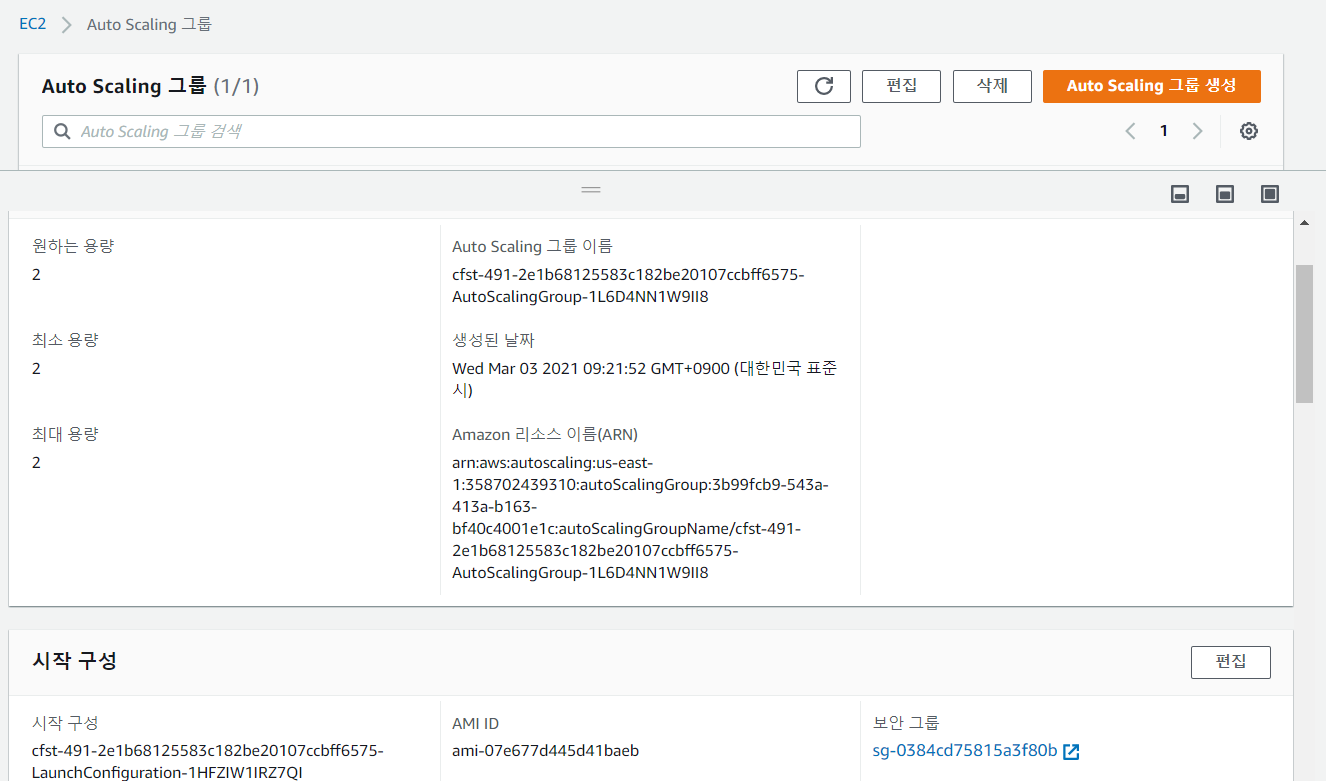 EC2 > Auto Scaling 그룹
Auto Scaling 그룹 (1/1)
편집
삭제
Auto Scaling 그룹 생성
Auto Scaling 그룹 검색
1
원하는 용량
2
최소 용량
2
최대 용량
2
Auto Scaling 그룹 이름
cfst-491-2e1b68125583c182be20107ccbff6575-
AutoScalingGroup-1L6D4NN1W9II8
생성된 날짜
Wed Mar 03 2021 09:21:52 GMT+0900 (대한민국 표준
시)
Amazon 리소스 이름(ARN)
arn:aws:autoscaling:us-east-
1:358702439310:autoScalingGroup:3b99fcb9-543a-
413a-b163-
bf40c4001e1c:autoScalingGroupName/cfst-491-
2e1b68125583c182be20107ccbff6575-
AutoScalingGroup-1L6D4NN1W9II8
시작 구성
편집
시작 구성
cfst-491-2e1b68125583c182be20107ccbff6575-
LaunchConfiguration-1HFZIW1IRZ7QI
AMI ID
ami-07e677d445d41baeb
보안 그룹
sg-0384cd75815a3f80b